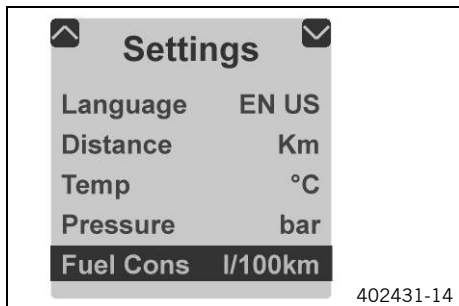 Settings
Language EN US
Distance Km
Temp °C
Pressure bar
Fuel Cons l/100km
402431-14